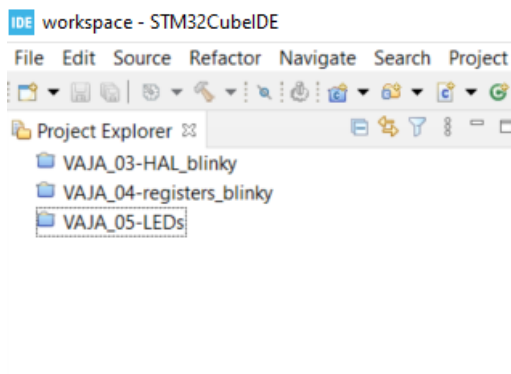 IDE workspace - STM32CubeIDE
File Edit Source Refactor Navigate Search Project
Project Explorer
VAJA_03-HAL_blinky
VAJA_04-registers_blinky
VAJA_05-LEDs